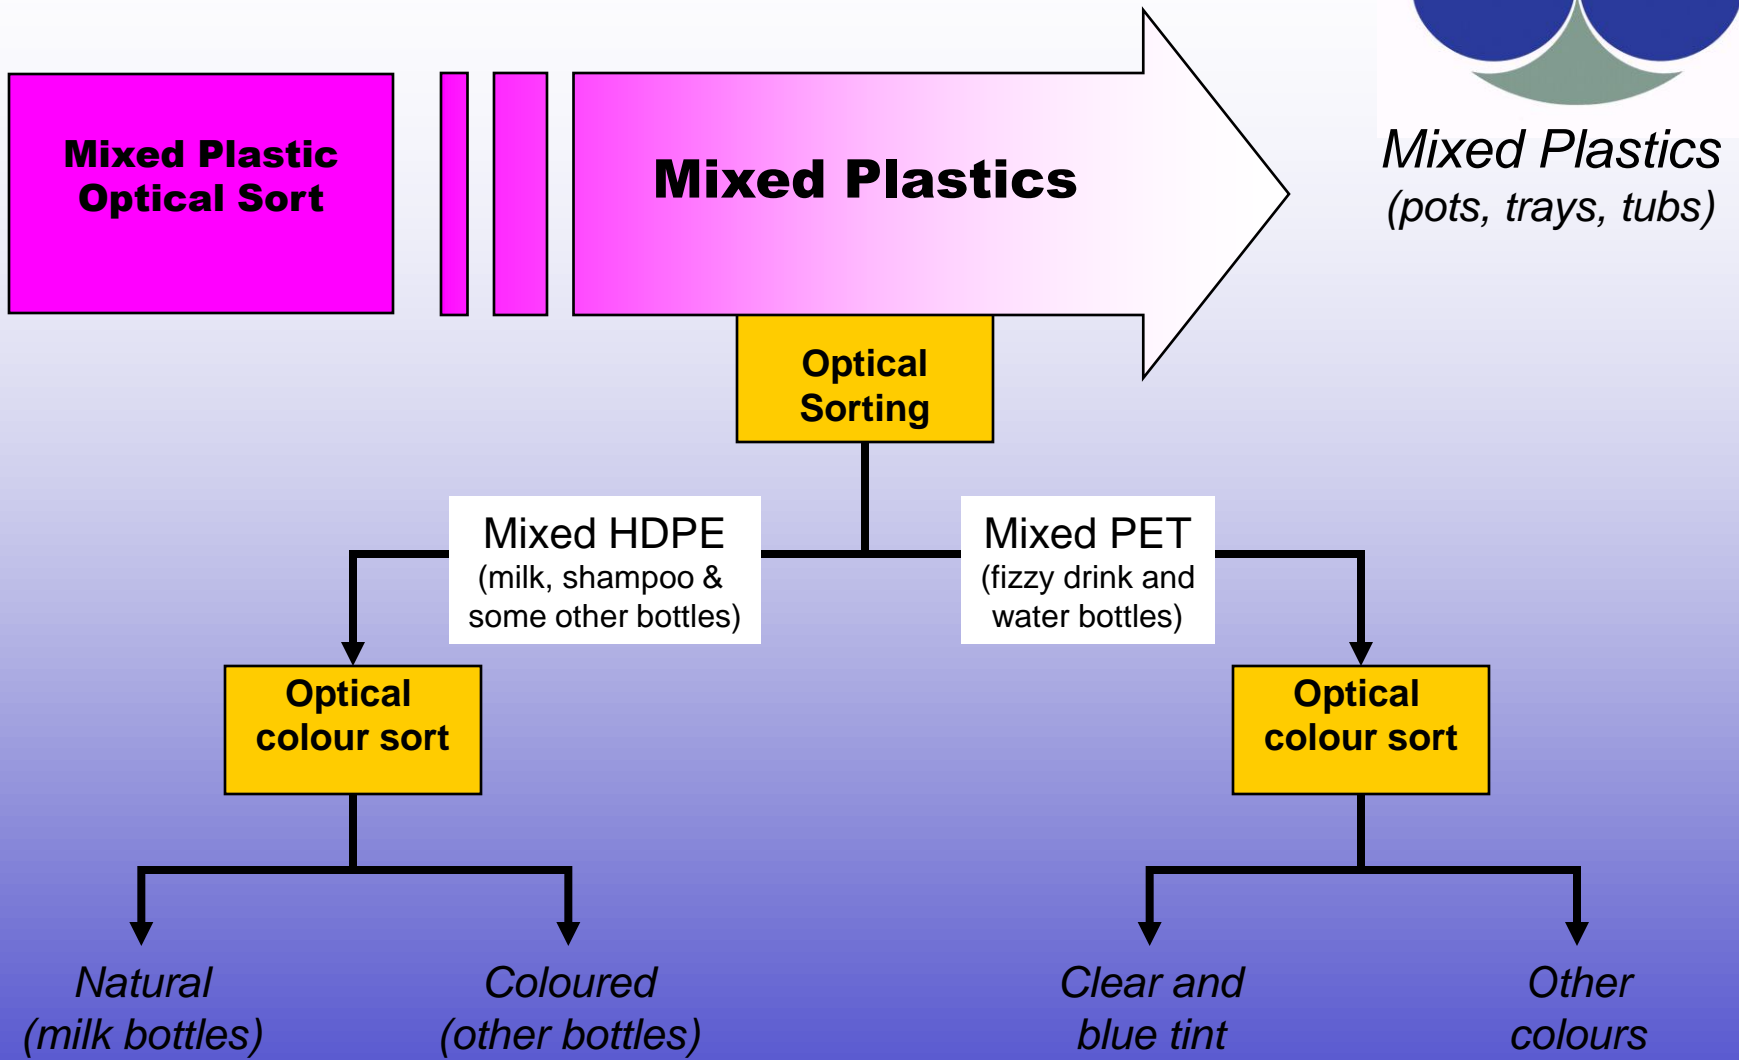 Mixed Plastic
Optical Sort
Mixed Plastics
Mixed Plastics
(pots, trays, tubs)
Optical
Sorting
Mixed HDPE
(milk, shampoo &
some other bottles)
Mixed PET
(fizzy drink and
water bottles)
Optical
colour sort
Optical
colour sort
Natural
(milk bottles)
Coloured
(other bottles)
Clear and
blue tint
Other
colours